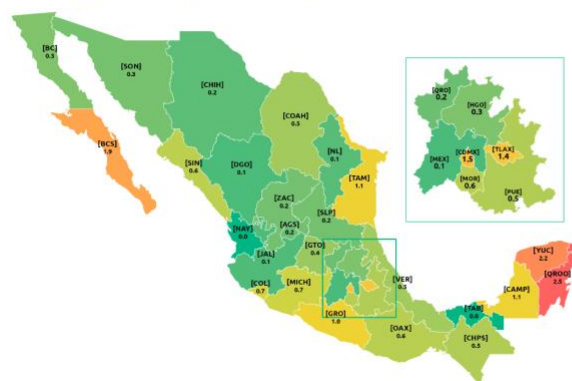 [BC]
0.3
[SON]
0.3
[CHIH]
0.2
[COAH]
0.3
[BCS]
1.9
[SIN]
0.6
[DGO]
0.1
[NL]
0.1
[TAM]
1.1
[ZAC]
0.2
[SLP]
0.2
[NAY]
0.0
[AGS]
0.2
[JAL]
0.1
[GTO]
0.4
[COL]
0.7
[MICH]
0.7
[VER]
0.5
[GRO]
1.0
[OAX]
0.6
[TAB]
0.0
[CHPS]
0.5
[CAMP]
1.1
[YUC]
2.2
[QROO]
2.5
[QRO]
0.2
[HGO]
0.3
[MEX]
0.1
[CDMX]
1.5
[TLAX]
1.4
[MOR]
0.6
[PUE]
0.5